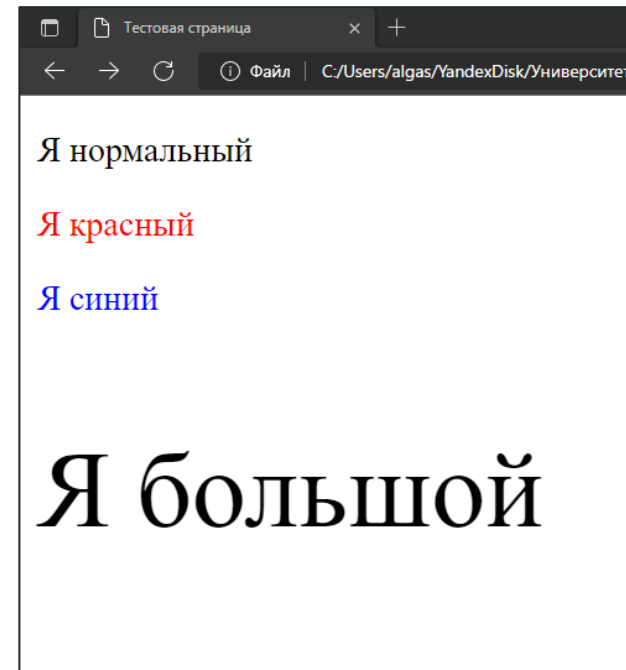 Тестовая страница
Файл C:/Users/algas/YandexDisk/Университет
Я нормальный
Я красный
Я синий
Я большой